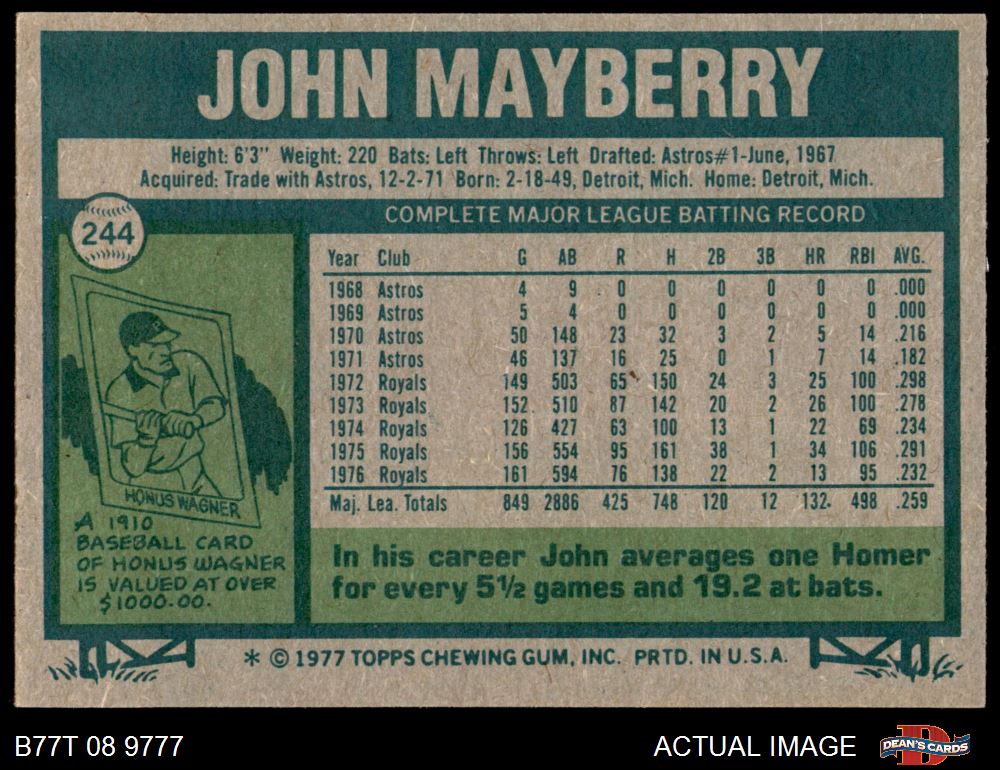 JOHN MAYBERRY
Height: 6'3" Weight: 220 Bats: Left Throws: Left Drafted: Astros#1-June, 1967
Acquired: Trade with Astros, 12-2-71 Born: 2-18-49, Detroit, Mich. Home: Detroit, Mich.
244
COMPLETE MAJOR LEAGUE BATTING RECORD
Year Club G AB R H 2B 3B HR RBI AVG.
1968 Astros 4 9 0 0 0 0 0 0 .000
1969 Astros 5 4 0 0 0 0 0 0 .000
1970 Astros 50 148 23 32 3 2 5 14 .216
1971 Astros 46 137 16 25 0 1 7 14 .182
1972 Royals 149 503 65 150 24 3 25 100 .298
1973 Royals 152 510 87 142 20 2 26 100 .278
1974 Royals 126 427 63 100 13 1 22 69 .234
1975 Royals 156 554 95 161 38 1 34 106 .291
1976 Royals 161 594 76 138 22 2 13 95 .232
Maj. Lea. Totals 849 2886 425 748 120 12 132 498 .259
P
HONUS WAGNER
A 1910
BASEBALL CARD
OF HONUS WAGNER
IS VALUED AT OVER
$1000.00.
In his career John averages one Homer
for every 5½ games and 19.2 at bats.
* © 1977 TOPPS CHEWING GUM, INC. PRTD. IN U.S.A.
B77T 08 9777
ACTUAL IMAGE
D
DEAN'S CARDS